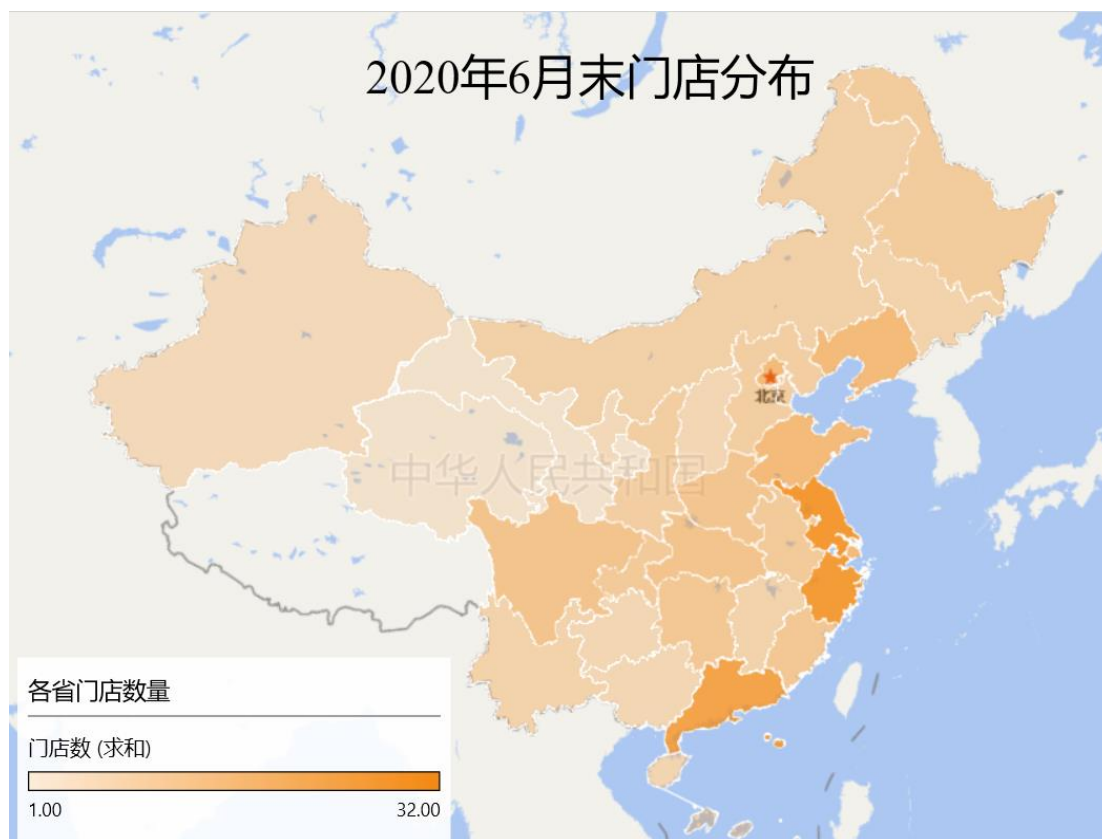 2020年6月末门店分布
北京
中华人民共和国
各省门店数量
门店数 (求和)
1.00
32.00